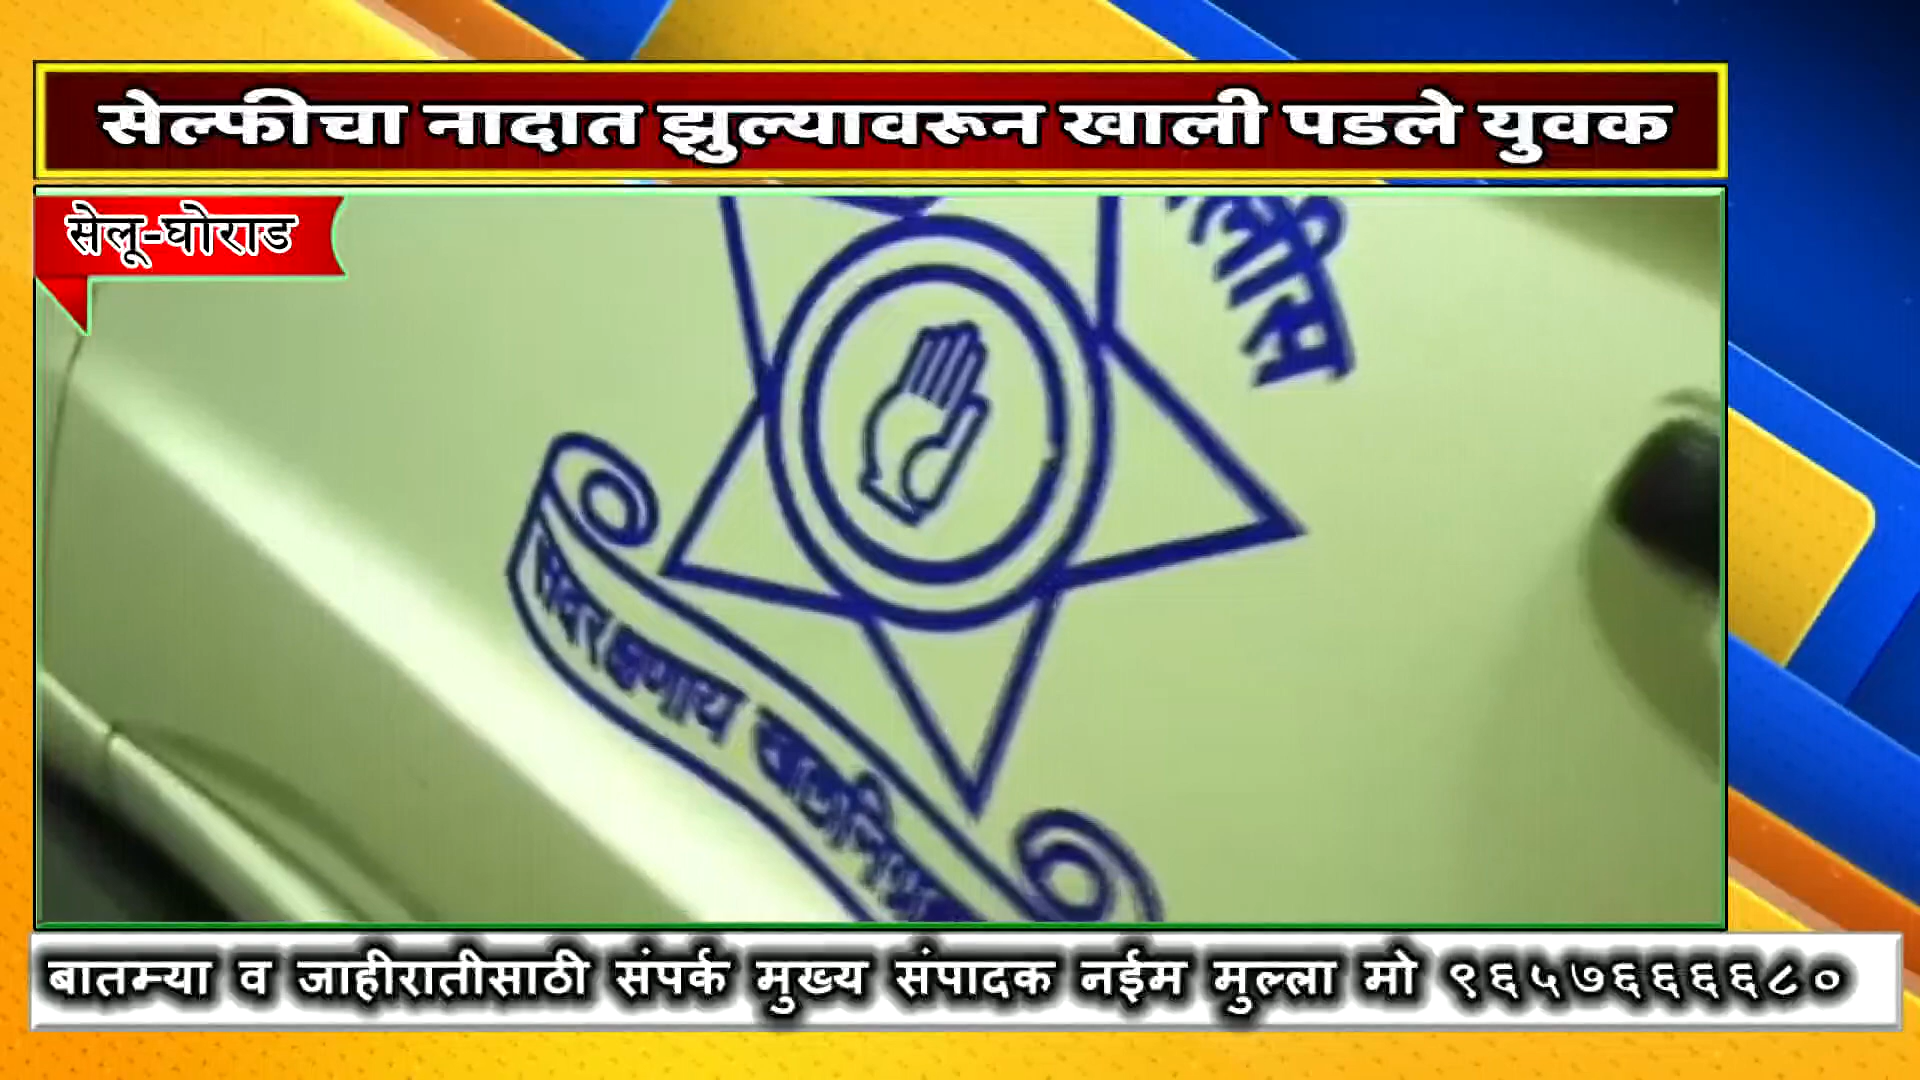 सेल्फीचा नादात झुल्यावरून खाली पडले युवक
सेलू-घोराड
बातम्या व जाहीरातीसाठी संपर्क मुख्य संपादक नईम मुल्ला मो ९६५७६६६६८०